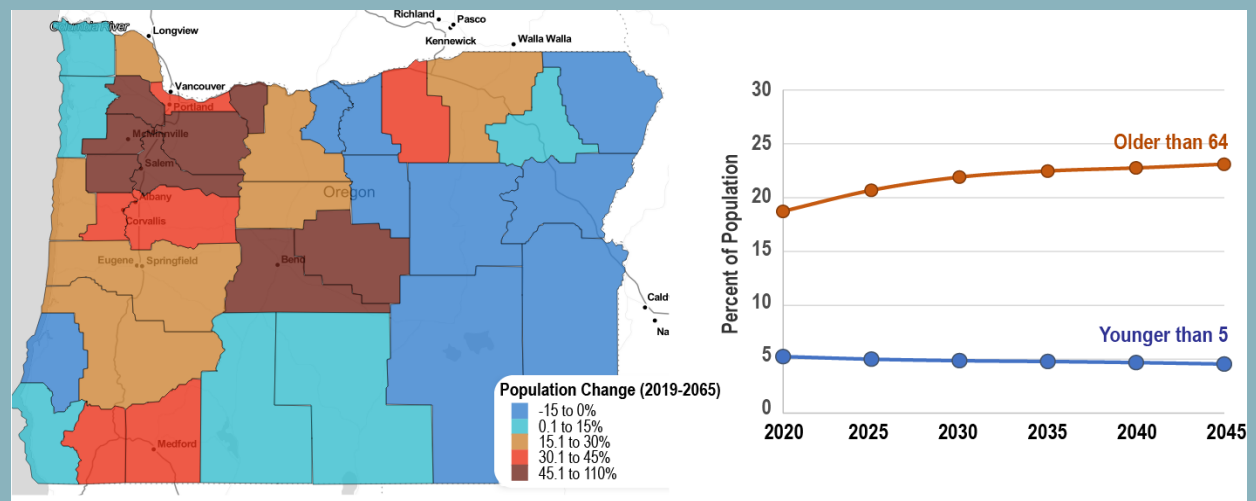 Columbia River
Longview
Richland
Pasco
Kennewick
Walla Walla
Vancouver
Portland
McMinnville
Salem
Albany
Corvallis
Oregon
Eugene
Springfield
Bend
Medford
Cald
Na
Population Change (2019-2065)
-15 to 0%
0.1 to 15%
15.1 to 30%
30.1 to 45%
45.1 to 110%
Percent of Population
30
25
20
15
10
5
0
Older than 64
Younger than 5
2020 2025 2030 2035 2040 2045